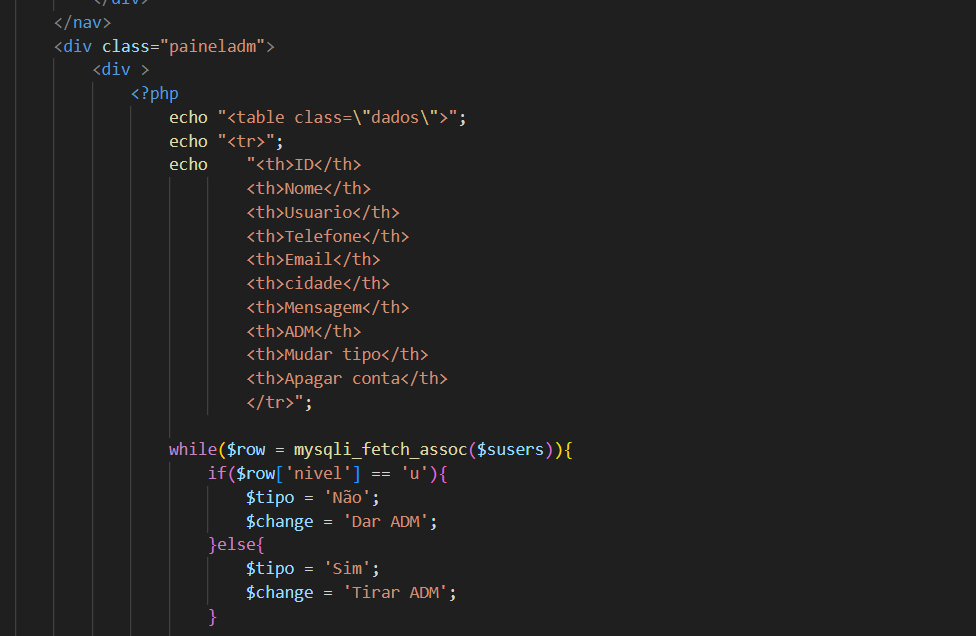 </div>
</nav>
<div class="paineladm">
<div >
<?php
echo "<table class=\"dados\">";
echo "<tr>";
echo    "<th>ID</th>
<th>Nome</th>
<th>Usuario</th>
<th>Telefone</th>
<th>Email</th>
<th>cidade</th>
<th>Mensagem</th>
<th>ADM</th>
<th>Mudar tipo</th>
<th>Apagar conta</th>
</tr>";
while($row = mysqli_fetch_assoc($susers)){
if($row['nivel'] == 'u'){
$tipo = 'Não';
$change = 'Dar ADM';
}else{
$tipo = 'Sim';
$change = 'Tirar ADM';
}